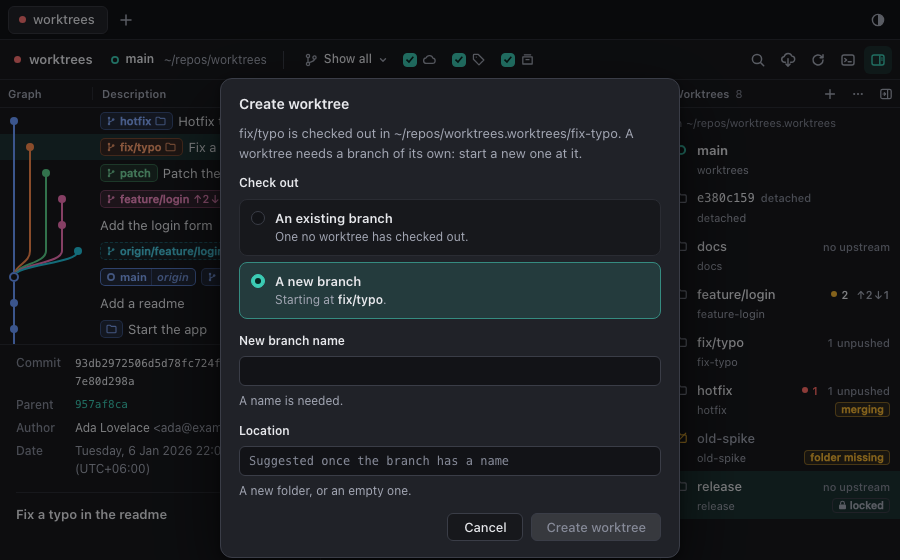 worktrees
worktrees main ~/repos/worktrees Show all
Graph Description
hotfix Hotfix
fix/typo Fix a
patch Patch the
feature/login ↑2↓
Add the login form
origin/feature/login
main origin
Add a readme
Start the app
Commit 93db2972506d5d78fc724f
7e80d298a
Parent 957af8ca
Author Ada Lovelace <ada@exam
Date Tuesday, 6 Jan 2026 22:0
(UTC+06:00)
Fix a typo in the readme
Create worktree
fix/typo is checked out in ~/repos/worktrees.worktrees/fix-typo. A
worktree needs a branch of its own: start a new one at it.
Check out
An existing branch
One no worktree has checked out.
A new branch
Starting at fix/typo.
New branch name
A name is needed.
Location
Suggested once the branch has a name
A new folder, or an empty one.
Cancel Create worktree
Worktrees 8
~/repos/worktrees
main
worktrees
e380c159 detached
detached
docs no upstream
docs
feature/login 2 ↑2↓1
feature-login
fix/typo 1 unpushed
fix-typo
hotfix 1 1 unpushed
hotfix merging
old-spike
old-spike folder missing
release no upstream
release locked